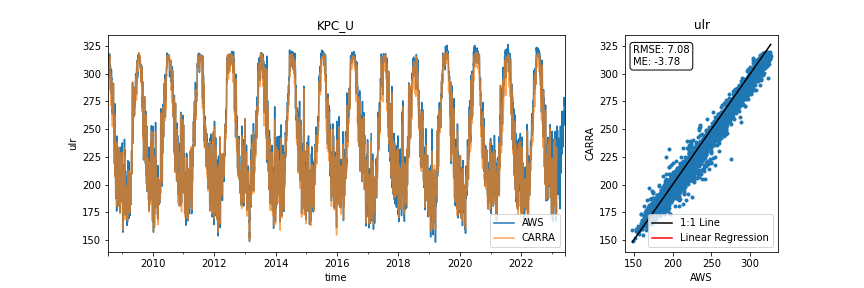 KPC_U
ulr
325
300
275
250
225
200
175
150
ulr
2010
2012
2014
2016
2018
2020
2022
time
AWS
CARRA
ulr
RMSE: 7.08
ME: -3.78
325
300
275
250
225
200
175
150
CARRA
1:1 Line
Linear Regression
150
200
250
300
AWS